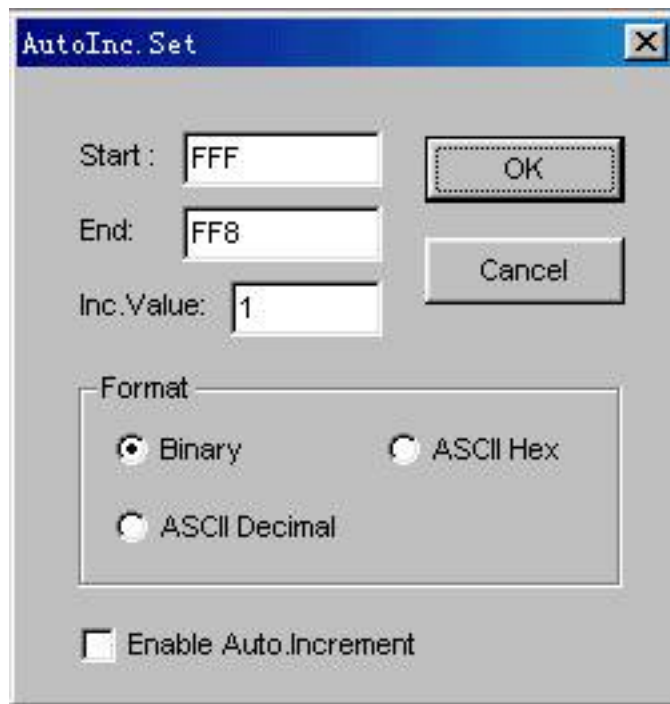 AutoInc.Set
Start : FFF
OK
End: FF8
Cancel
Inc.Value: 1
Format
Binary
ASCII Hex
ASCII Decimal
Enable Auto.Increment